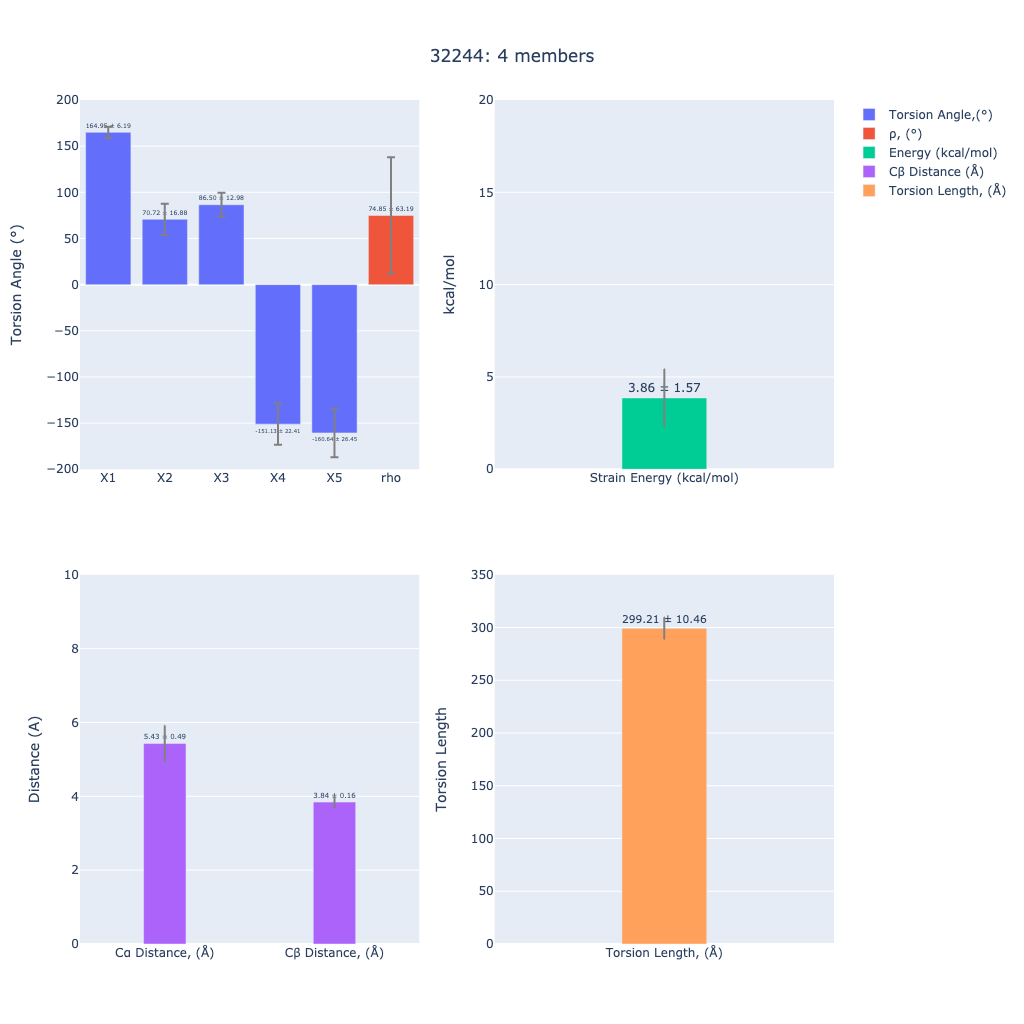 32244: 4 members
Torsion Angle (°)
200
150
100
50
0
−50
−100
−150
−200
164.95 ± 6.19
70.72 ± 16.88
86.50 ± 12.98
-151.13 ± 22.41
-160.64 ± 26.45
74.85 ± 63.19
X1 X2 X3 X4 X5 rho
kcal/mol
20
15
10
5
0
3.86 ± 1.57
Strain Energy (kcal/mol)
Torsion Angle,(°)
ρ, (°)
Energy (kcal/mol)
Cβ Distance (Å)
Torsion Length, (Å)
Distance (A)
10
8
6
4
2
0
5.43 ± 0.49
3.84 ± 0.16
Cα Distance, (Å) Cβ Distance, (Å)
Torsion Length
350
300
250
200
150
100
50
0
299.21 ± 10.46
Torsion Length, (Å)